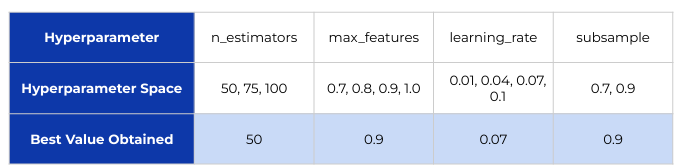 Hyperparameter n_estimators max_features learning_rate subsample
Hyperparameter Space 50, 75, 100 0.7, 0.8, 0.9, 1.0 0.01, 0.04, 0.07,
0.1 0.7, 0.9
Best Value Obtained 50 0.9 0.07 0.9